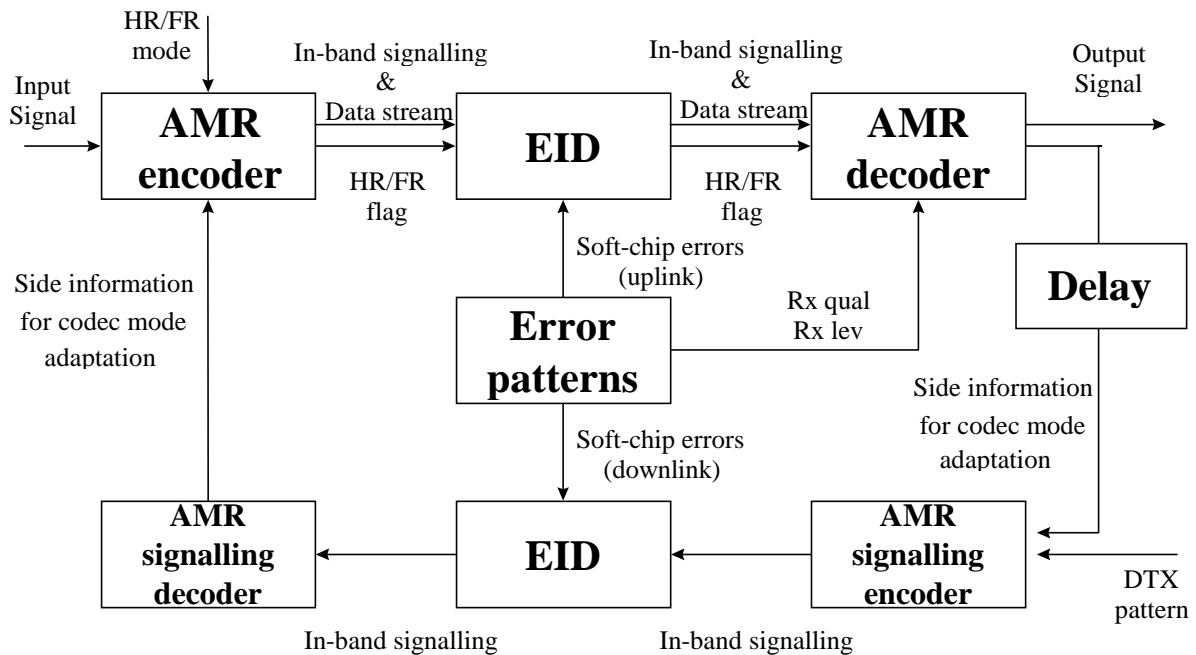 HR/FR
mode
Input
Signal
AMR
encoder
In-band signalling
&
Data stream
HR/FR
flag
EID
In-band signalling
&
Data stream
HR/FR
flag
AMR
decoder
Output
Signal
Soft-chip errors
(uplink)
Side information
for codec mode
adaptation
Error
patterns
Rx qual
Rx lev
Delay
Side information
for codec mode
adaptation
Soft-chip errors
(downlink)
AMR
signalling
decoder
EID
AMR
signalling
encoder
DTX
pattern
In-band signalling
In-band signalling